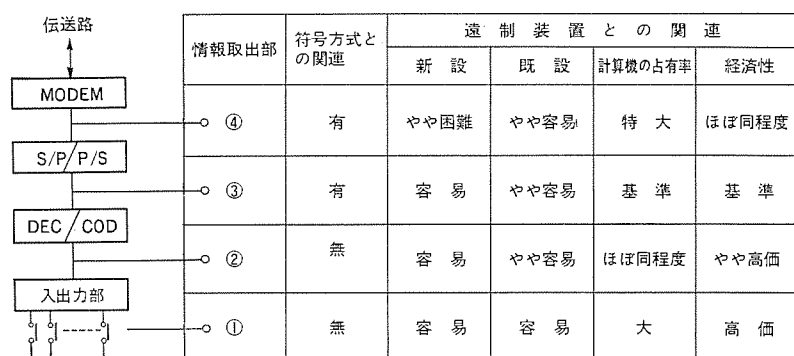 伝送路
MODEM
S/P/P/S
DEC/COD
入出力部
情報取出部 符号方式との関連 遠制装置との関連
新設 既設 計算機の占有率 経済性
④ 有 やや困難 やや容易 特大 ほぼ同程度
③ 有 容易 やや容易 基準 基準
② 無 容易 やや容易 ほぼ同程度 やや高価
① 無 容易 容易 大 高価